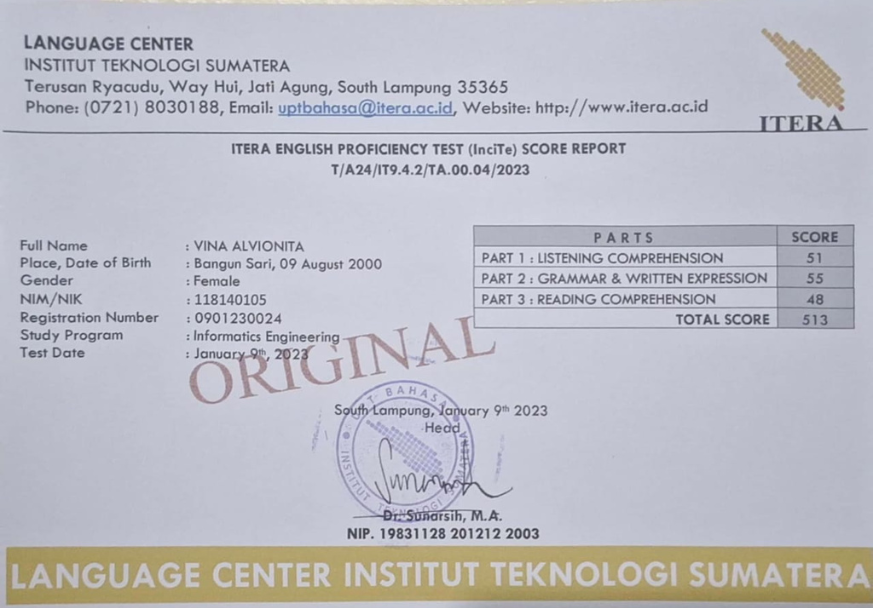 LANGUAGE CENTER
INSTITUT TEKNOLOGI SUMATERA
Terusan Ryacudu, Way Hui, Jati Agung, South Lampung 35365
Phone: (0721) 8030188, Email: uptbahasa@itera.ac.id, Website: http://www.itera.ac.id
ITERA
ITERA ENGLISH PROFICIENCY TEST (InciTe) SCORE REPORT
T/A24/IT9.4.2/TA.00.04/2023
Full Name : VINA ALVIONITA
Place, Date of Birth : Bangun Sari, 09 August 2000
Gender : Female
NIM/NIK : 118140105
Registration Number : 0901230024
Study Program : Informatics Engineering
Test Date : January 9th, 2023
PARTS SCORE
PART 1 : LISTENING COMPREHENSION 51
PART 2 : GRAMMAR & WRITTEN EXPRESSION 55
PART 3 : READING COMPREHENSION 48
TOTAL SCORE 513
ORIGINAL
South Lampung, January 9th 2023
Head
UPT BAHASA
INSTITUT TEKNOLOGI SUMATERA
Dr. Sunarsih, M.A.
NIP. 19831128 201212 2003
LANGUAGE CENTER INSTITUT TEKNOLOGI SUMATERA